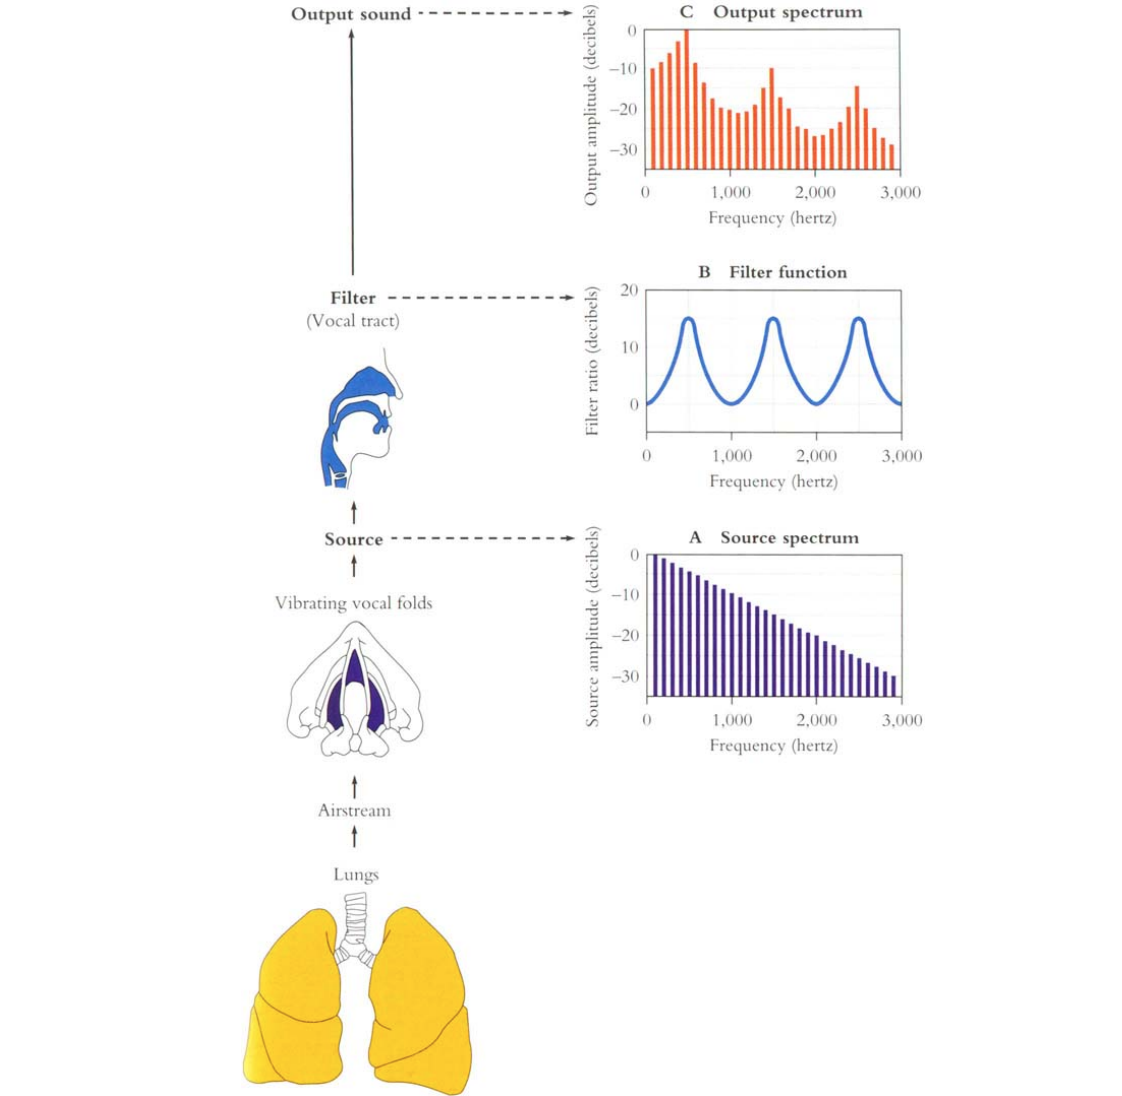 Output sound
C Output spectrum
Output amplitude (decibels)
0
–10
–20
–30
0 1,000 2,000 3,000
Frequency (hertz)
Filter
(Vocal tract)
B Filter function
Filter ratio (decibels)
20
10
0
0 1,000 2,000 3,000
Frequency (hertz)
Source
A Source spectrum
Source amplitude (decibels)
0
–10
–20
–30
0 1,000 2,000 3,000
Frequency (hertz)
Vibrating vocal folds
Airstream
Lungs